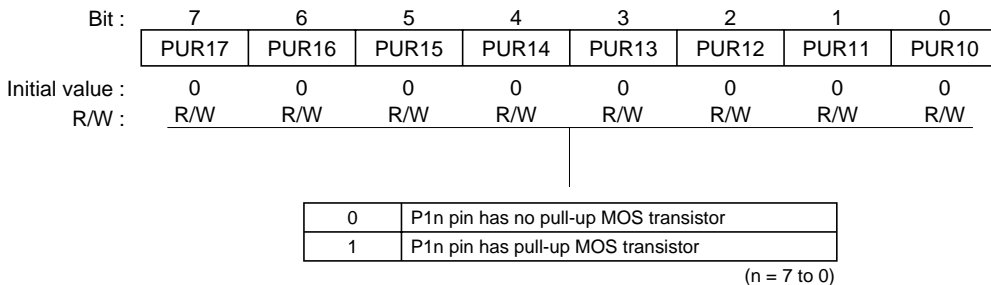 Bit : 7 6 5 4 3 2 1 0
PUR17 PUR16 PUR15 PUR14 PUR13 PUR12 PUR11 PUR10
Initial value : 0 0 0 0 0 0 0 0
R/W : R/W R/W R/W R/W R/W R/W R/W R/W
0 P1n pin has no pull-up MOS transistor
1 P1n pin has pull-up MOS transistor
(n = 7 to 0)